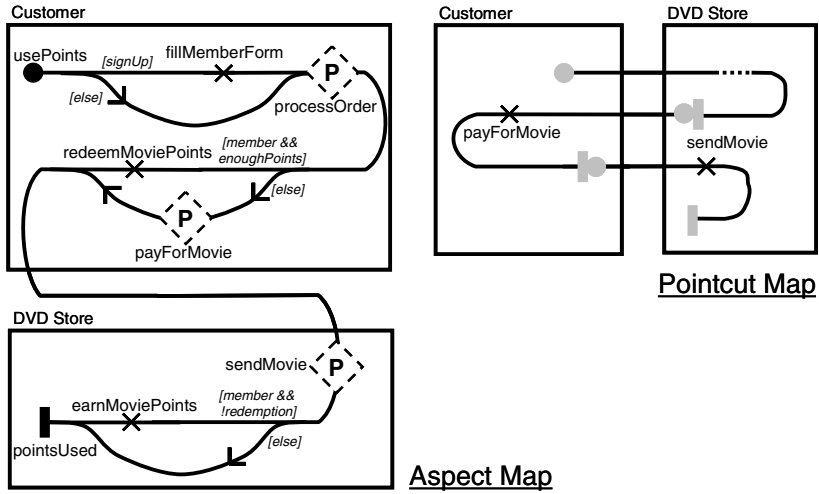 Customer
usePoints
[signUp]
fillMemberForm
P
[else]
processOrder
redeemMoviePoints
[member &&
enoughPoints]
[else]
P
payForMovie
DVD Store
sendMovie
P
earnMoviePoints
[member &&
!redemption]
[else]
pointsUsed
Aspect Map
Customer
DVD Store
payForMovie
sendMovie
Pointcut Map